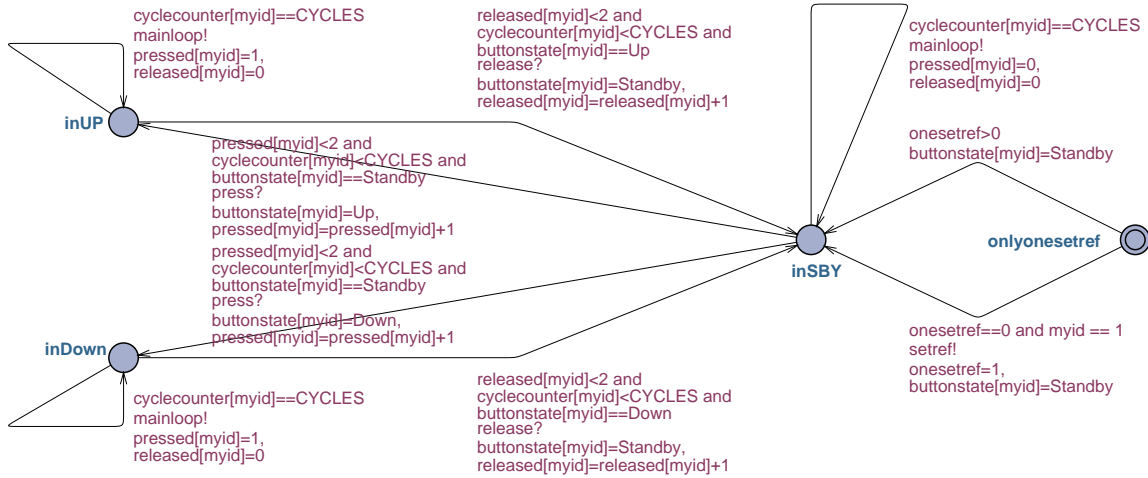 cyclecounter[myid]==CYCLES
mainloop!
pressed[myid]=1,
released[myid]=0
released[myid]<2 and
cyclecounter[myid]<CYCLES and
buttonstate[myid]==Up
release?
buttonstate[myid]=Standby,
released[myid]=released[myid]+1
cyclecounter[myid]==CYCLES
mainloop!
pressed[myid]=0,
released[myid]=0
inUP
pressed[myid]<2 and
cyclecounter[myid]<CYCLES and
buttonstate[myid]==Standby
press?
buttonstate[myid]=Up,
pressed[myid]=pressed[myid]+1
onesetref>0
buttonstate[myid]=Standby
pressed[myid]<2 and
cyclecounter[myid]<CYCLES and
buttonstate[myid]==Standby
press?
buttonstate[myid]=Down,
pressed[myid]=pressed[myid]+1
inSBY
onlyonesetref
inDown
onesetref==0 and myid == 1
setref!
onesetref=1,
buttonstate[myid]=Standby
cyclecounter[myid]==CYCLES
mainloop!
pressed[myid]=1,
released[myid]=0
released[myid]<2 and
cyclecounter[myid]<CYCLES and
buttonstate[myid]==Down
release?
buttonstate[myid]=Standby,
released[myid]=released[myid]+1